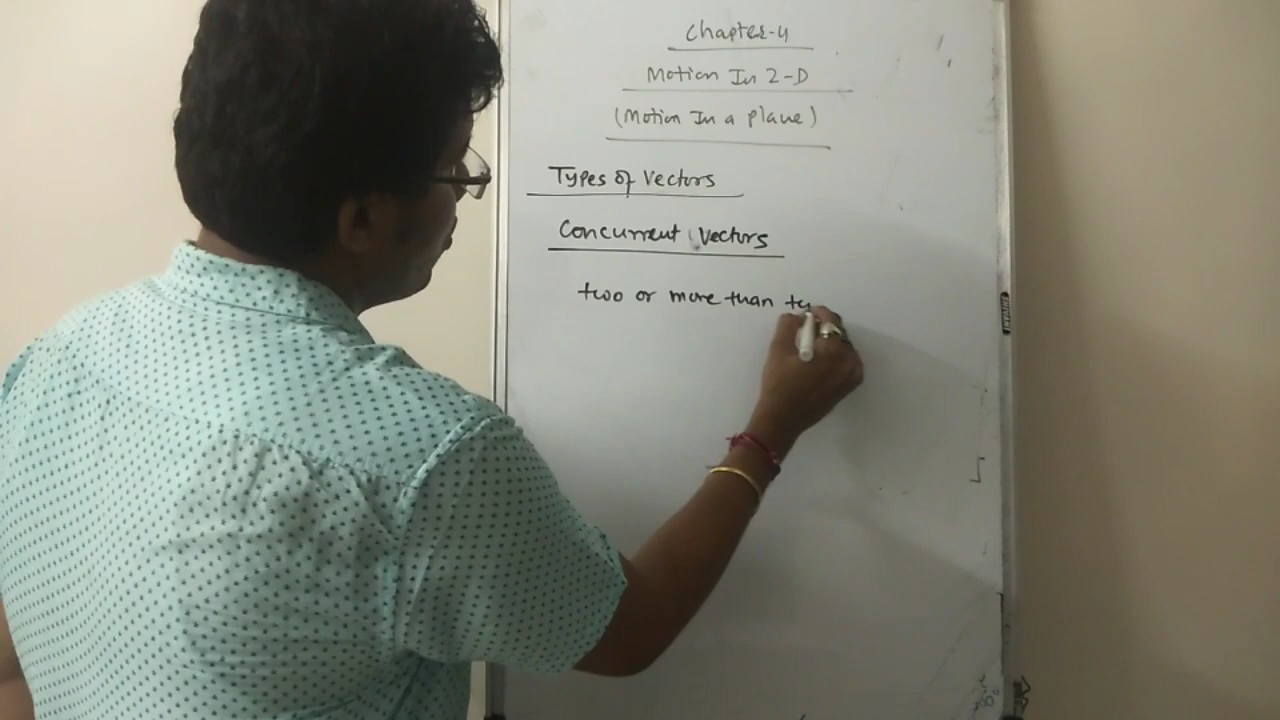 Chapter-4
Motion In 2-D
(Motion In a plane)
Types of Vectors
Concurrent Vectors
two or more than